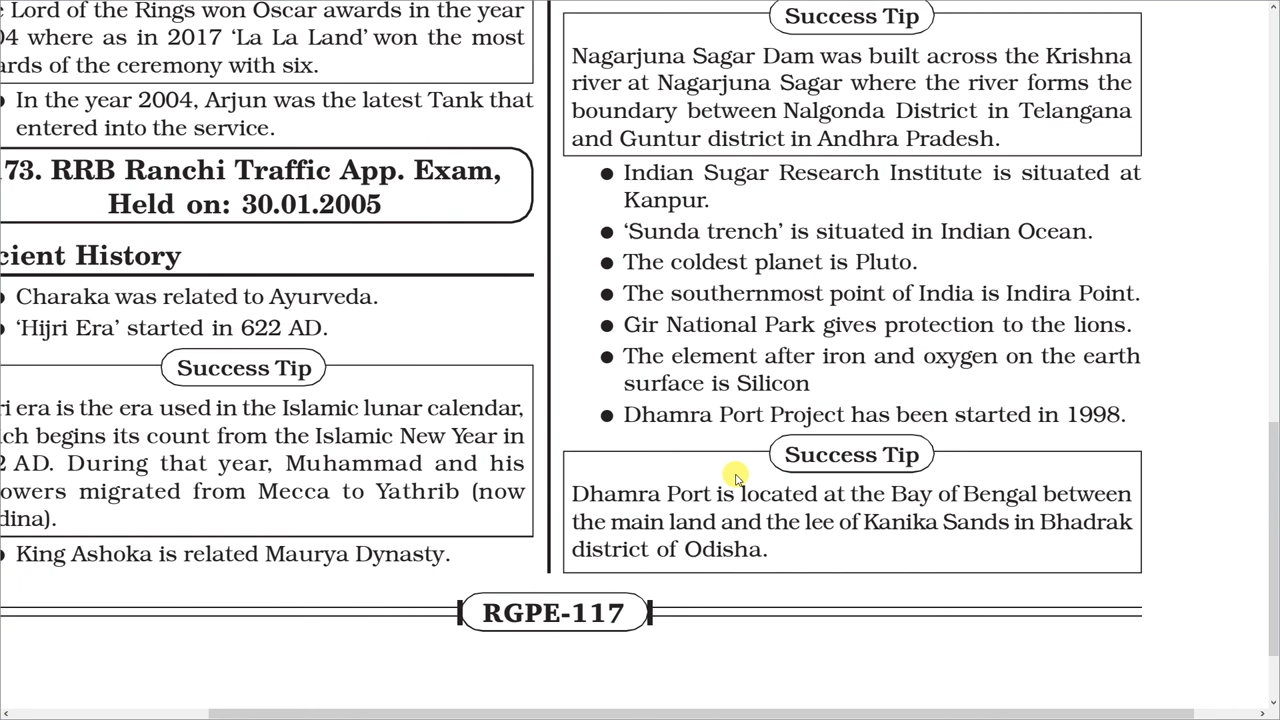 Lord of the Rings won Oscar awards in the year
04 where as in 2017 ‘La La Land’ won the most
ards of the ceremony with six.
● In the year 2004, Arjun was the latest Tank that
entered into the service.
73. RRB Ranchi Traffic App. Exam,
Held on: 30.01.2005
cient History
● Charaka was related to Ayurveda.
● ‘Hijri Era’ started in 622 AD.
Success Tip
ri era is the era used in the Islamic lunar calendar,
ch begins its count from the Islamic New Year in
2 AD. During that year, Muhammad and his
owers migrated from Mecca to Yathrib (now
dina).
● King Ashoka is related Maurya Dynasty.
Success Tip
Nagarjuna Sagar Dam was built across the Krishna
river at Nagarjuna Sagar where the river forms the
boundary between Nalgonda District in Telangana
and Guntur district in Andhra Pradesh.
● Indian Sugar Research Institute is situated at
Kanpur.
● ‘Sunda trench’ is situated in Indian Ocean.
● The coldest planet is Pluto.
● The southernmost point of India is Indira Point.
● Gir National Park gives protection to the lions.
● The element after iron and oxygen on the earth
surface is Silicon
● Dhamra Port Project has been started in 1998.
Success Tip
Dhamra Port is located at the Bay of Bengal between
the main land and the lee of Kanika Sands in Bhadrak
district of Odisha.
RGPE-117